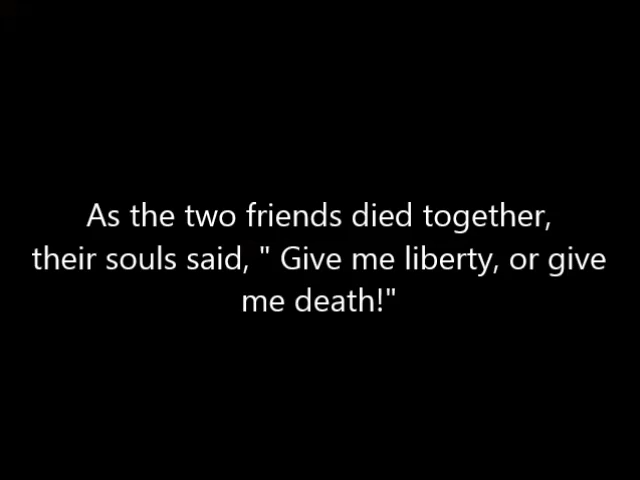 As the two friends died together,
their souls said, " Give me liberty, or give
me death!"